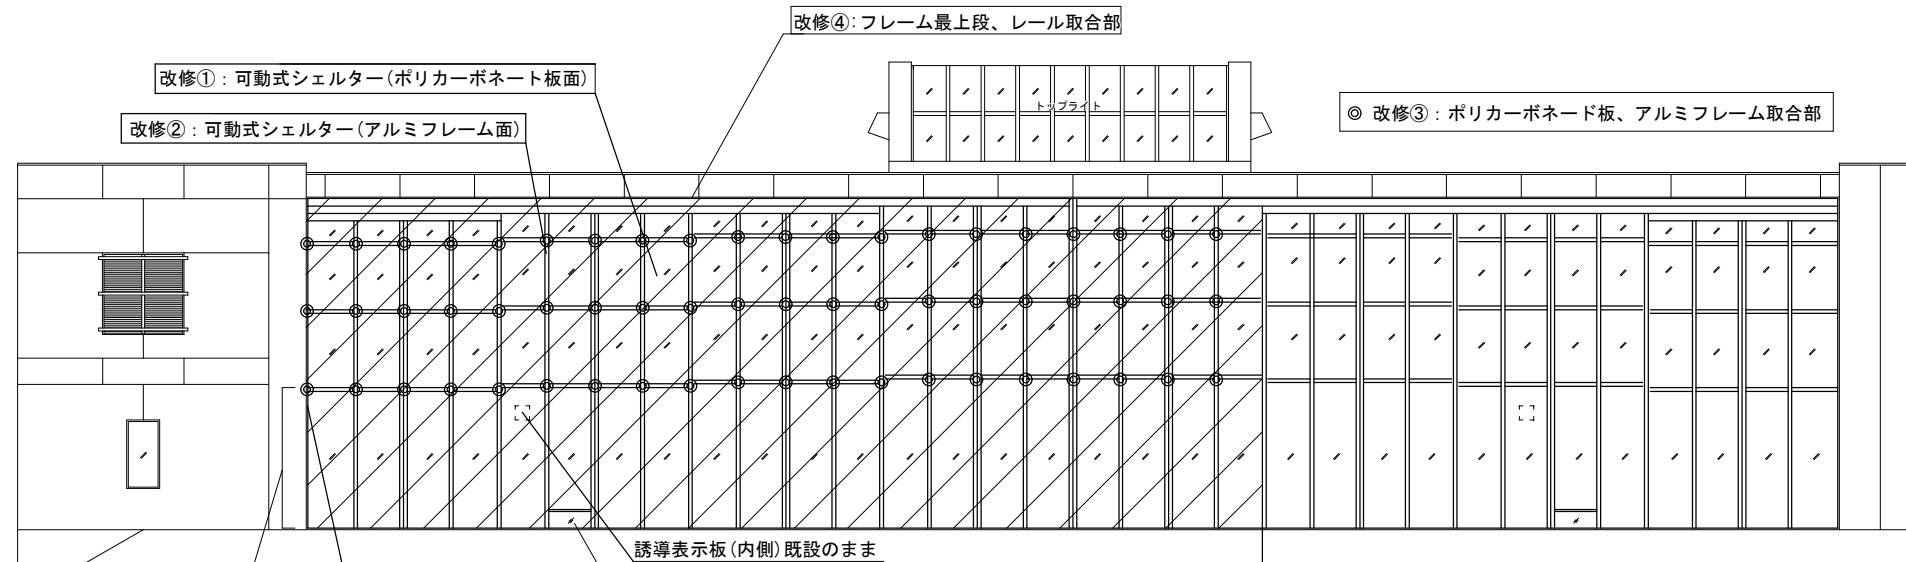 改修④：フレーム最上段、レール取合部
改修①：可動式シェルター（ポリカーボネート板面）
トップライト
◎ 改修③：ポリカーボネード板、アルミフレーム取合部
改修②：可動式シェルター（アルミフレーム面）
誘導表示板（内側）既設のまま